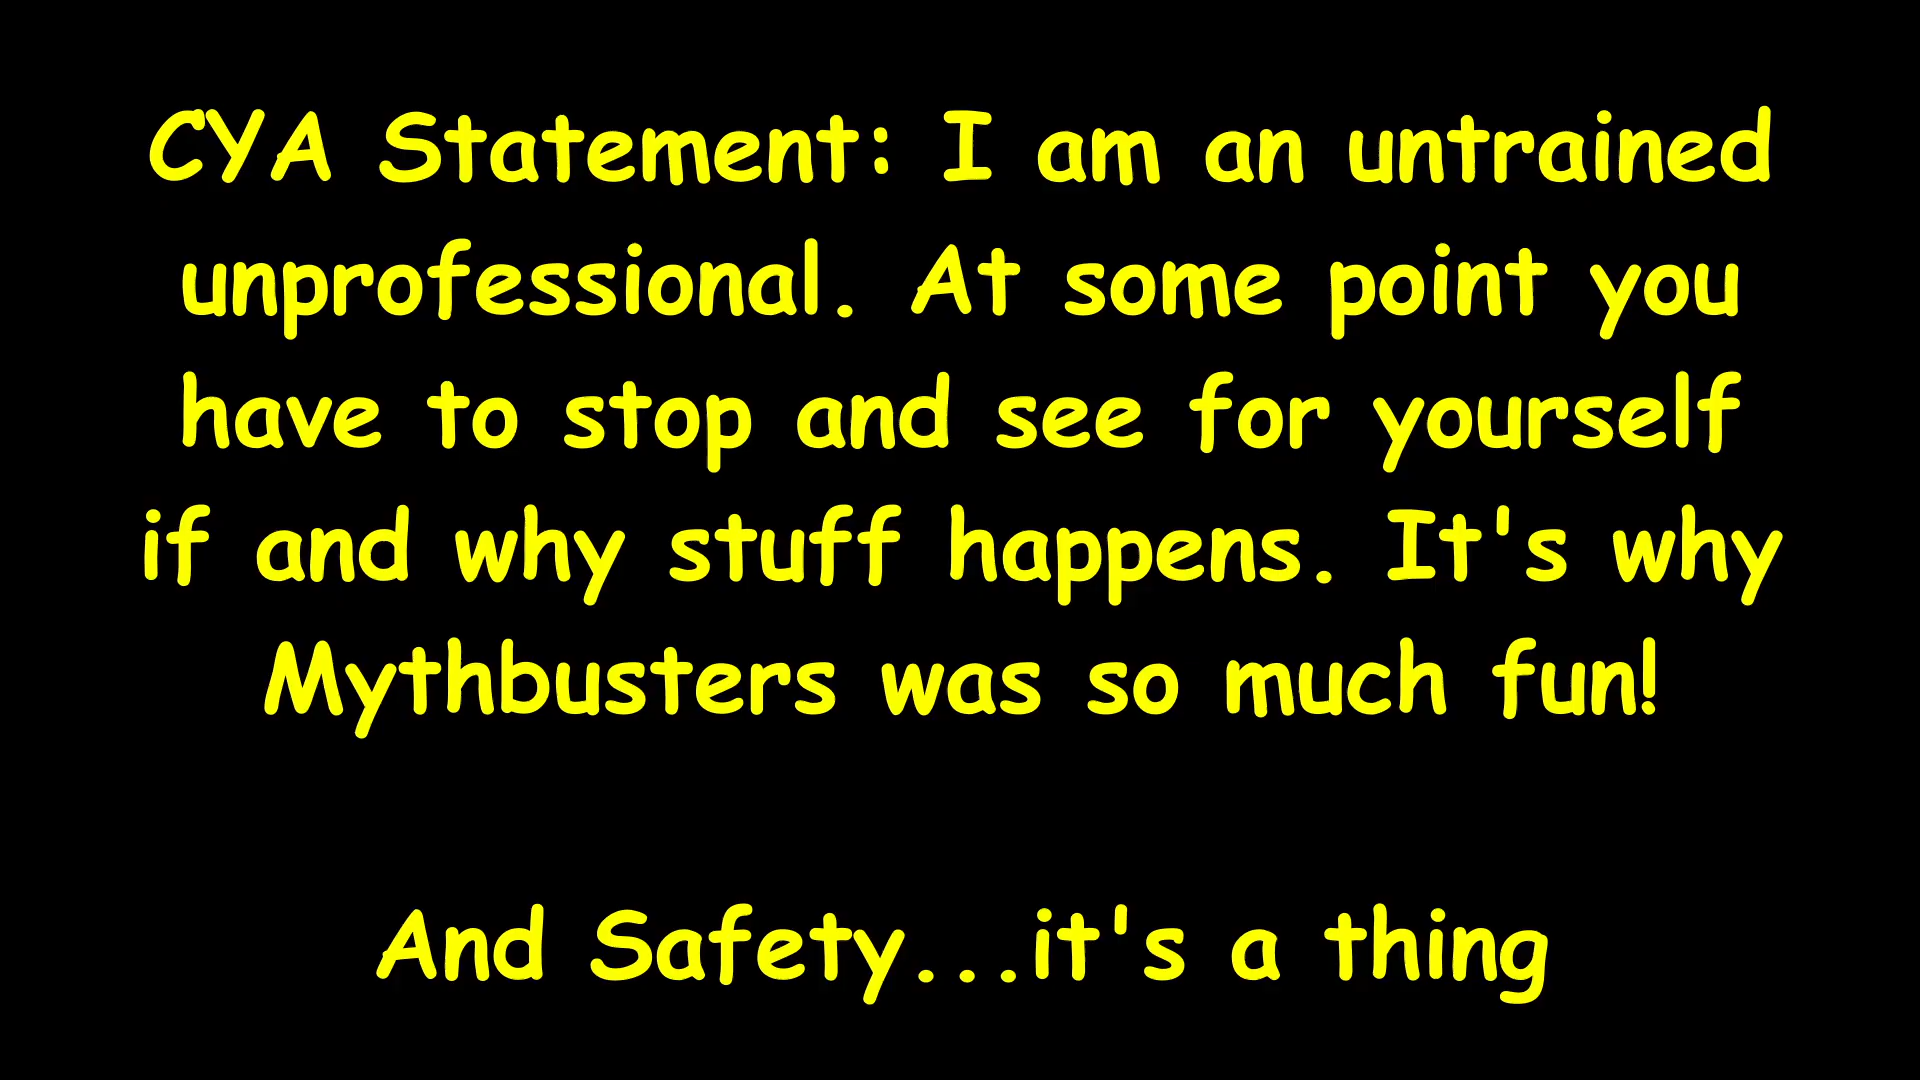 CYA Statement: I am an untrained
unprofessional. At some point you
have to stop and see for yourself
if and why stuff happens. It's why
Mythbusters was so much fun!
And Safety...it's a thing